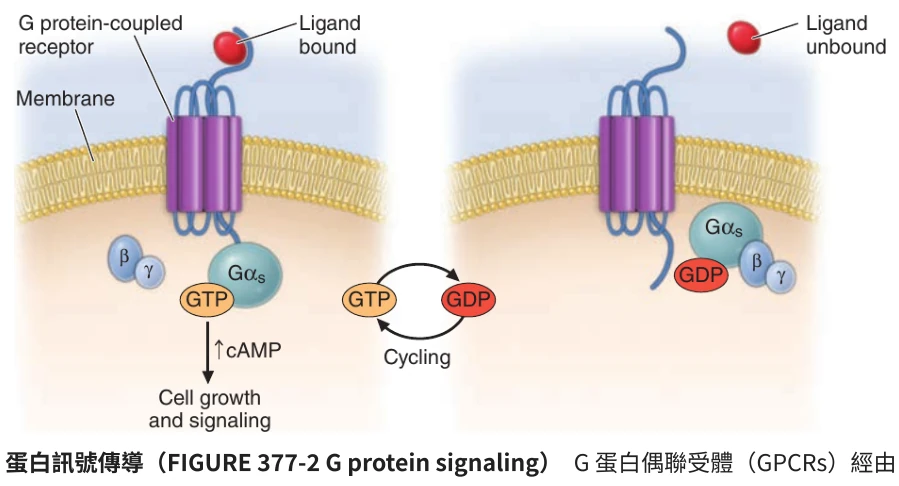 G protein-coupled
receptor
Ligand
bound
Membrane
β
γ
Gαs
GTP
↑cAMP
Cell growth
and signaling
GTP
GDP
Cycling
Ligand
unbound
Gαs
GDP
β
γ
蛋白訊號傳導（FIGURE 377-2 G protein signaling） G 蛋白偶聯受體（GPCRs）經由